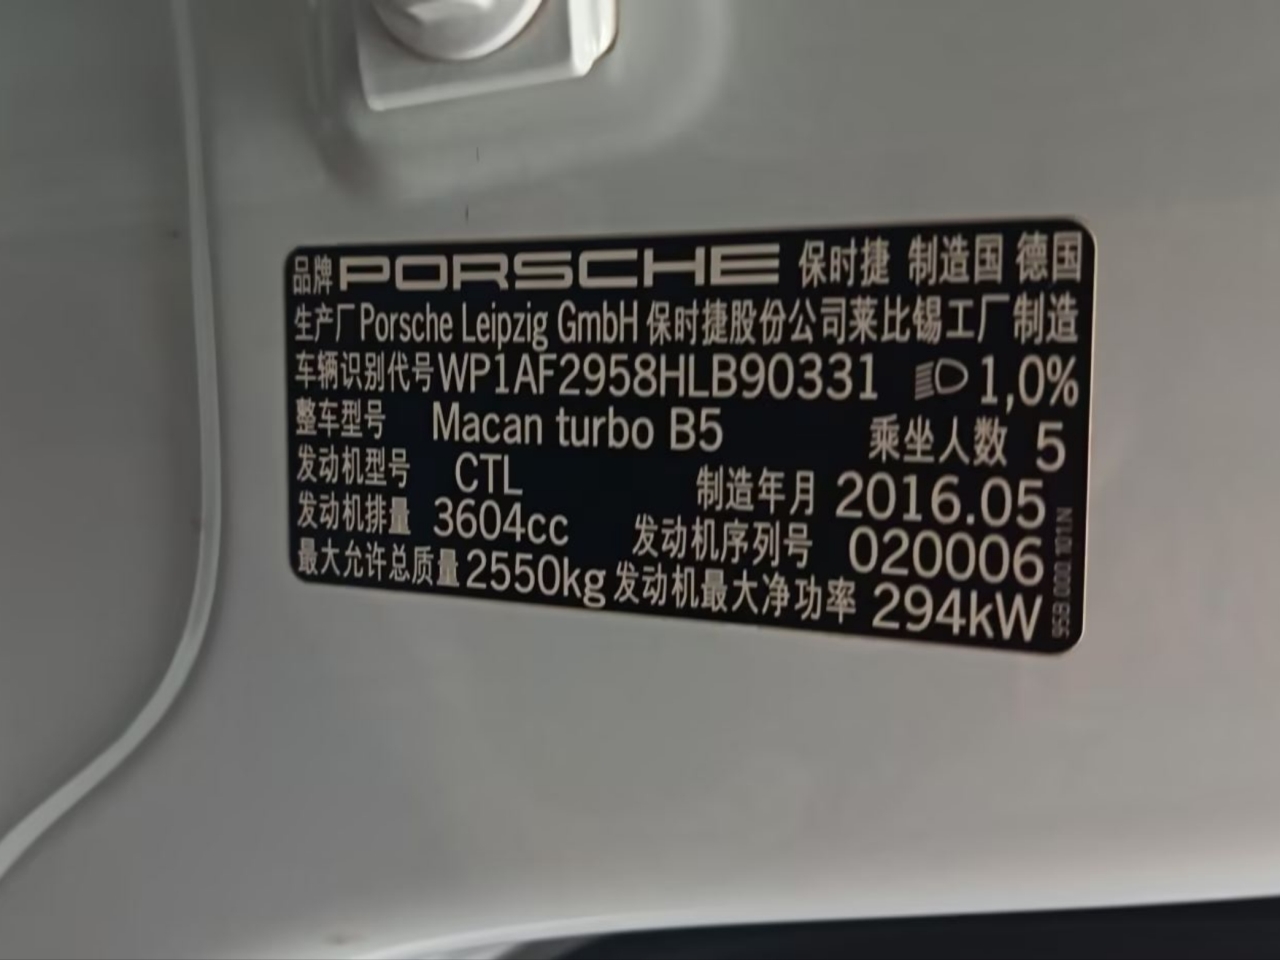 品牌 PORSCHE 保时捷 制造国 德国
生产厂 Porsche Leipzig GmbH 保时捷股份公司莱比锡工厂制造
车辆识别代号 WP1AF2958HLB90331 1,0%
整车型号 Macan turbo B5 乘坐人数 5
发动机型号 CTL 制造年月 2016.05
发动机排量 3604cc 发动机序列号 020006
最大允许总质量 2550kg 发动机最大净功率 294kW
95B 000 101 N